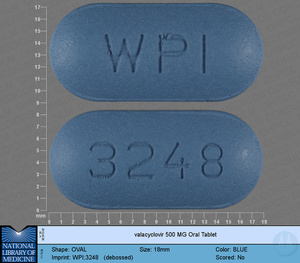 17
16
15
14
13
12
11
10
9
8
7
6
5
4
3
2
1
0
mm
WPI
3248
0 1 2 3 4 5 6 7 8 9 10 11 12 13 14 15 16 17 18
valacyclovir 500 MG Oral Tablet
NATIONAL
LIBRARY OF
MEDICINE
Shape: OVAL Size: 18mm Color: BLUE
Imprint: WPI;3248 (debossed) Scored: No